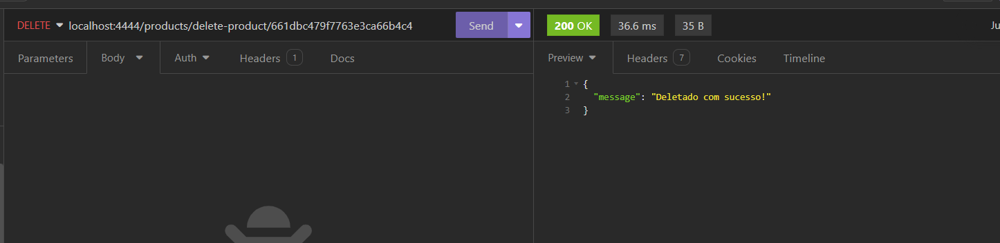 DELETE localhost:4444/products/delete-product/661dbc479f7763e3ca66b4c4 Send
200 OK 36.6 ms 35 B Ju
Parameters Body Auth Headers 1 Docs
Preview Headers 7 Cookies Timeline
1 {
2 "message": "Deletado com sucesso!"
3 }